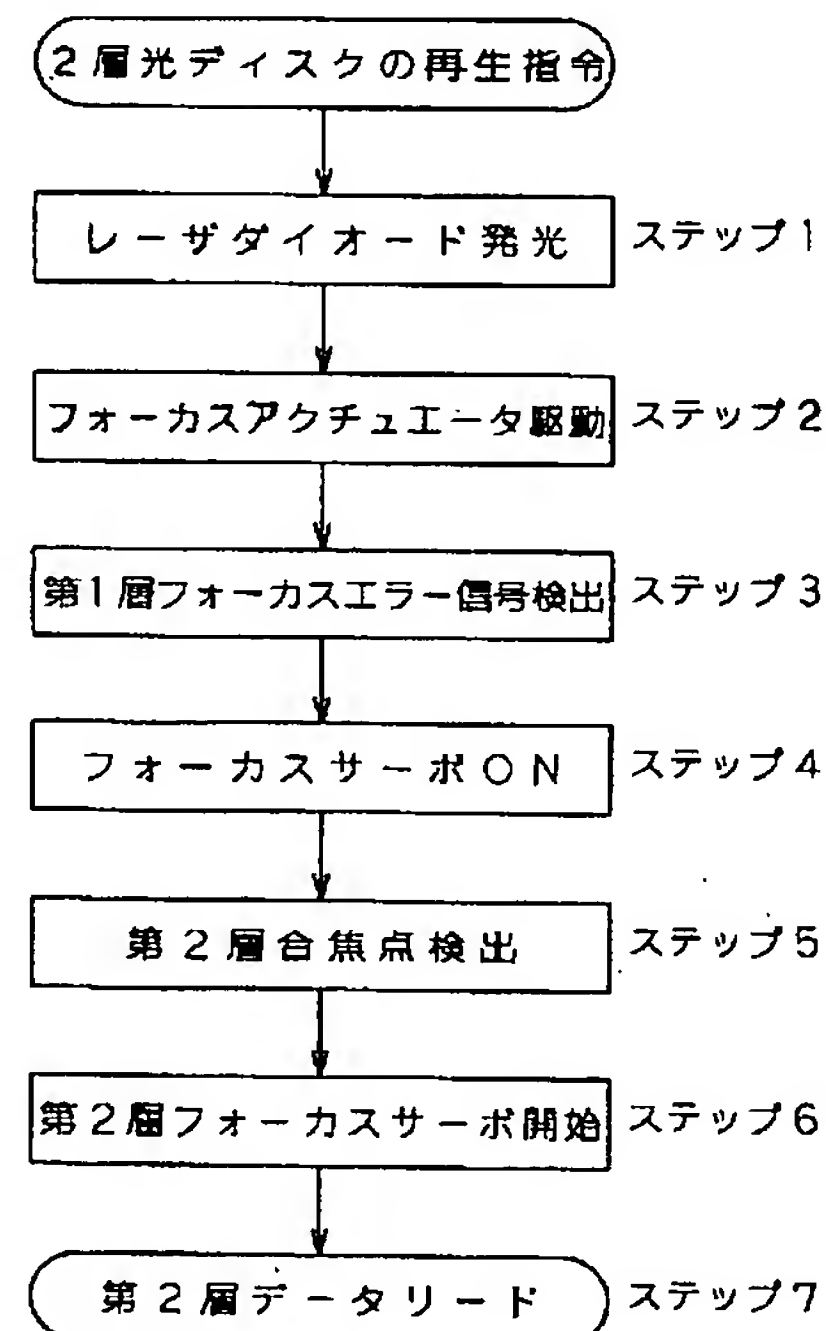 2層光ディスクの再生指令
レーザダイオード発光 ステップ1
フォーカスアクチュエータ駆動 ステップ2
第1層フォーカスエラー信号検出 ステップ3
フォーカスサーボON ステップ4
第2層合焦点検出 ステップ5
第2層フォーカスサーボ開始 ステップ6
第2層データリード ステップ7